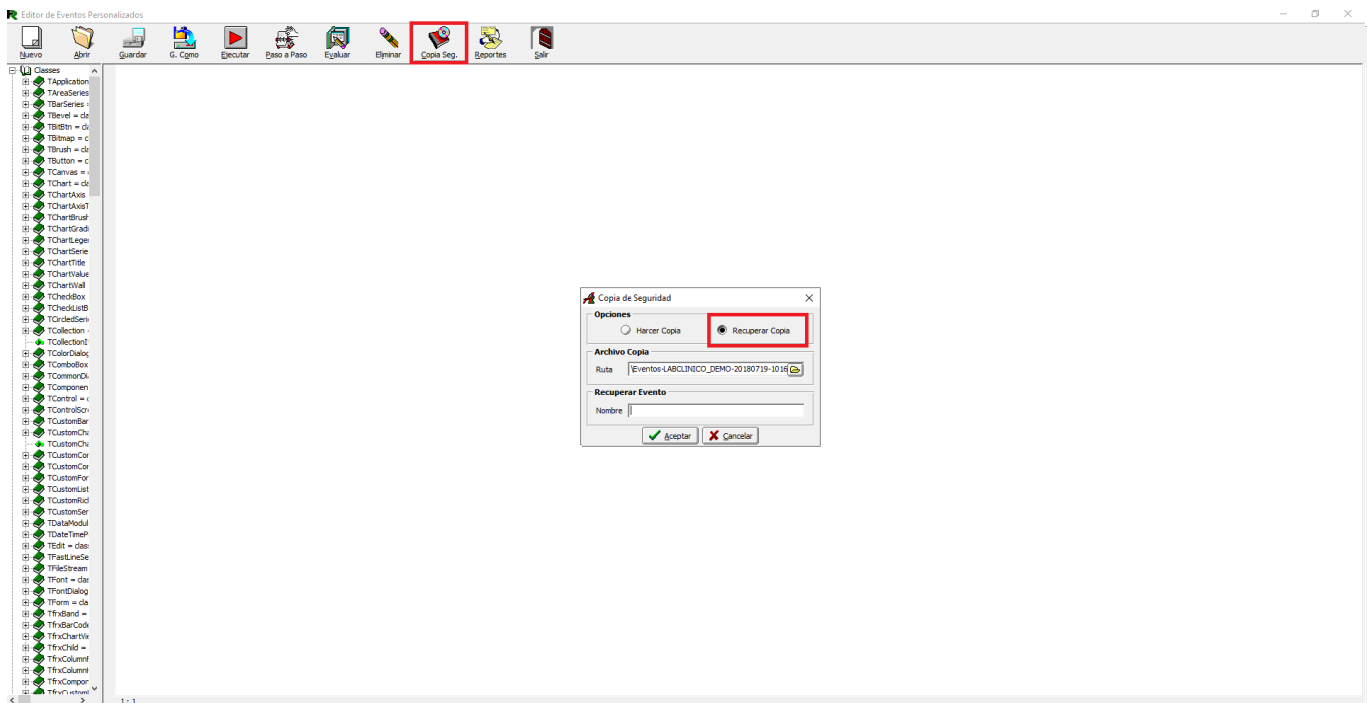 Editor de Eventos Personalizados
Nuevo Abrir Guardar G. Como Ejecutar Paso a Paso Evaluar Eliminar Copia Seg. Reportes Salir
Classes
TApplication
TAreaSeries
TBarSeries =
TBevel = cla
TBitBtn = cla
TBitmap = c
TBrush = cla
TButton = c
TCanvas =
TChart = cla
TChartAxis
TChartAxisT
TChartBrush
TChartGradi
TChartLegen
TChartSerie
TChartTitle
TChartValue
TChartWall
TCheckBox
TCheckListB
TCircledSeri
TCollection
TCollectionI
TColorDialog
TComboBox
TCommonDi
TComponen
TControl = c
TControlScr
TCustomBar
TCustomCha
TCustomCha
TCustomCor
TCustomCor
TCustomFor
TCustomList
TCustomRicl
TCustomSer
TDataModul
TDateTimeP
TEdit = clas
TFastLineSe
TFileStream
TFont = clas
TFontDialog
TForm = cla
TfrxBand =
TfrxBarCode
TfrxChartVie
TfrxChild =
TfrxColumnF
TfrxColumnH
TfrxCompor
TfrxCustomI
Copia de Seguridad
Opciones
Harcer Copia Recuperar Copia
Archivo Copia
Ruta \Eventos-LABCLINICO_DEMO-20180719-1016
Recuperar Evento
Nombre
Aceptar Cancelar
1: 1